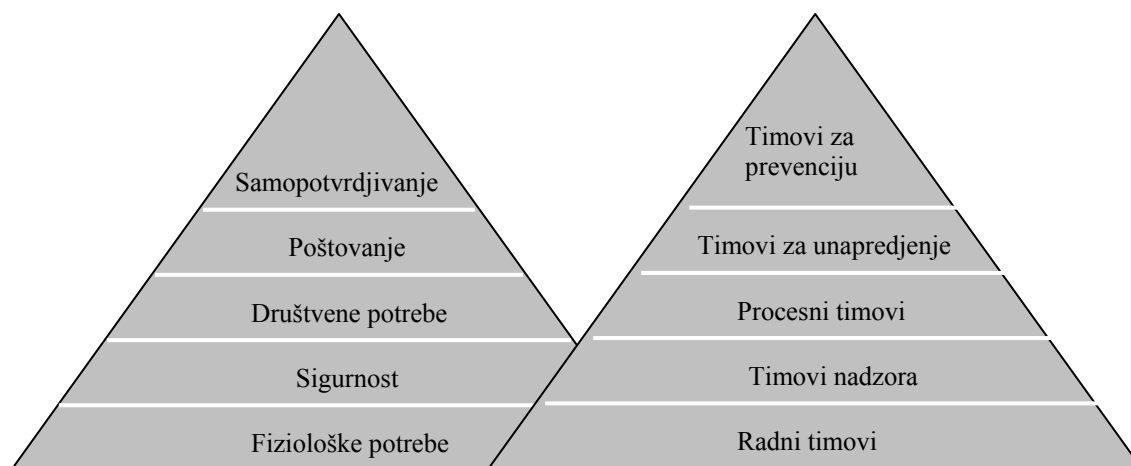 Samopotvrdjivanje
Poštovanje
Društvene potrebe
Sigurnost
Fiziološke potrebe
Timovi za
prevenciju
Timovi za unapredjenje
Procesni timovi
Timovi nadzora
Radni timovi